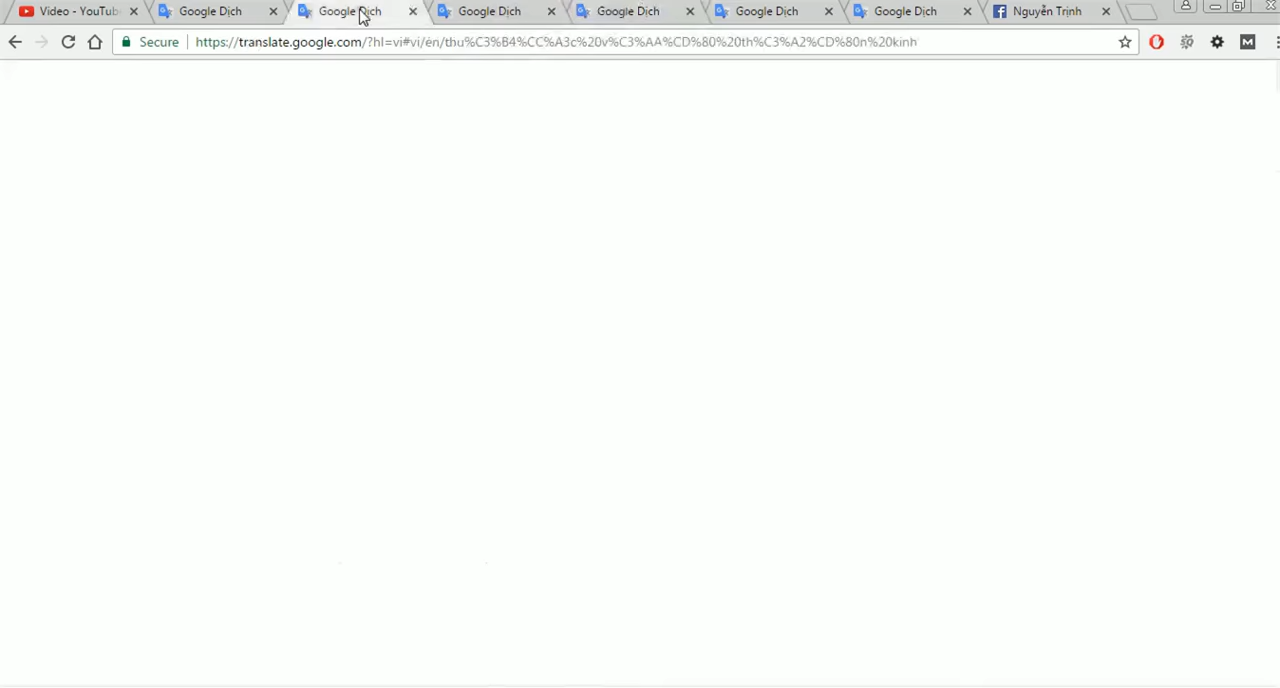 Video - YouTub Google Dịch Google Dịch Google Dịch Google Dịch Google Dịch Google Dịch Nguyễn Trịnh
Secure https://translate.google.com/?hl=vi#vi/en/thu%C3%B4%CC%A3c%20v%C3%AA%CD%80%20th%C3%A2%CD%80n%20kinh